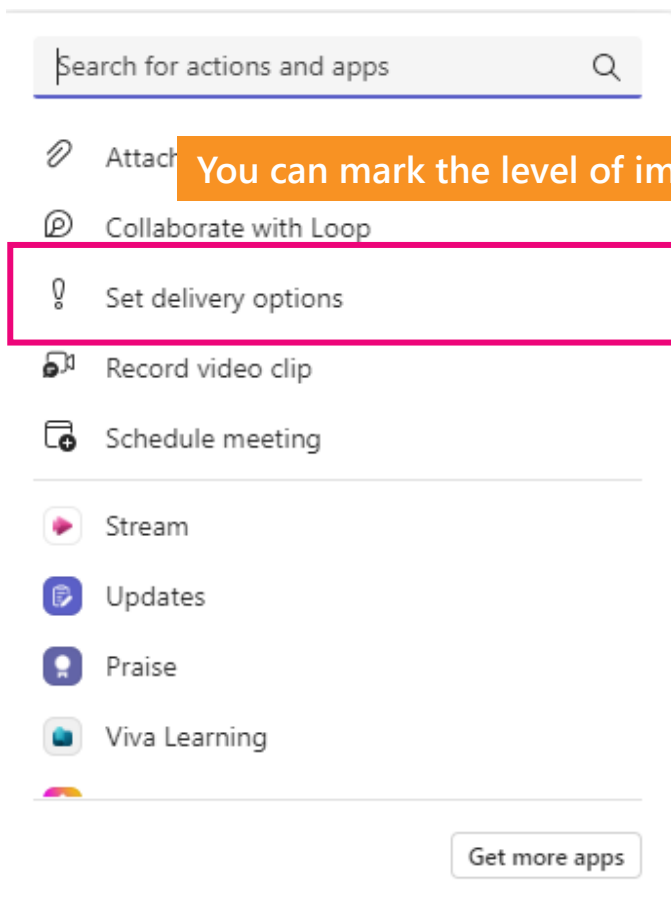 Search for actions and apps
Attach
You can mark the level of im
Collaborate with Loop
Set delivery options
Record video clip
Schedule meeting
Stream
Updates
Praise
Viva Learning
Get more apps